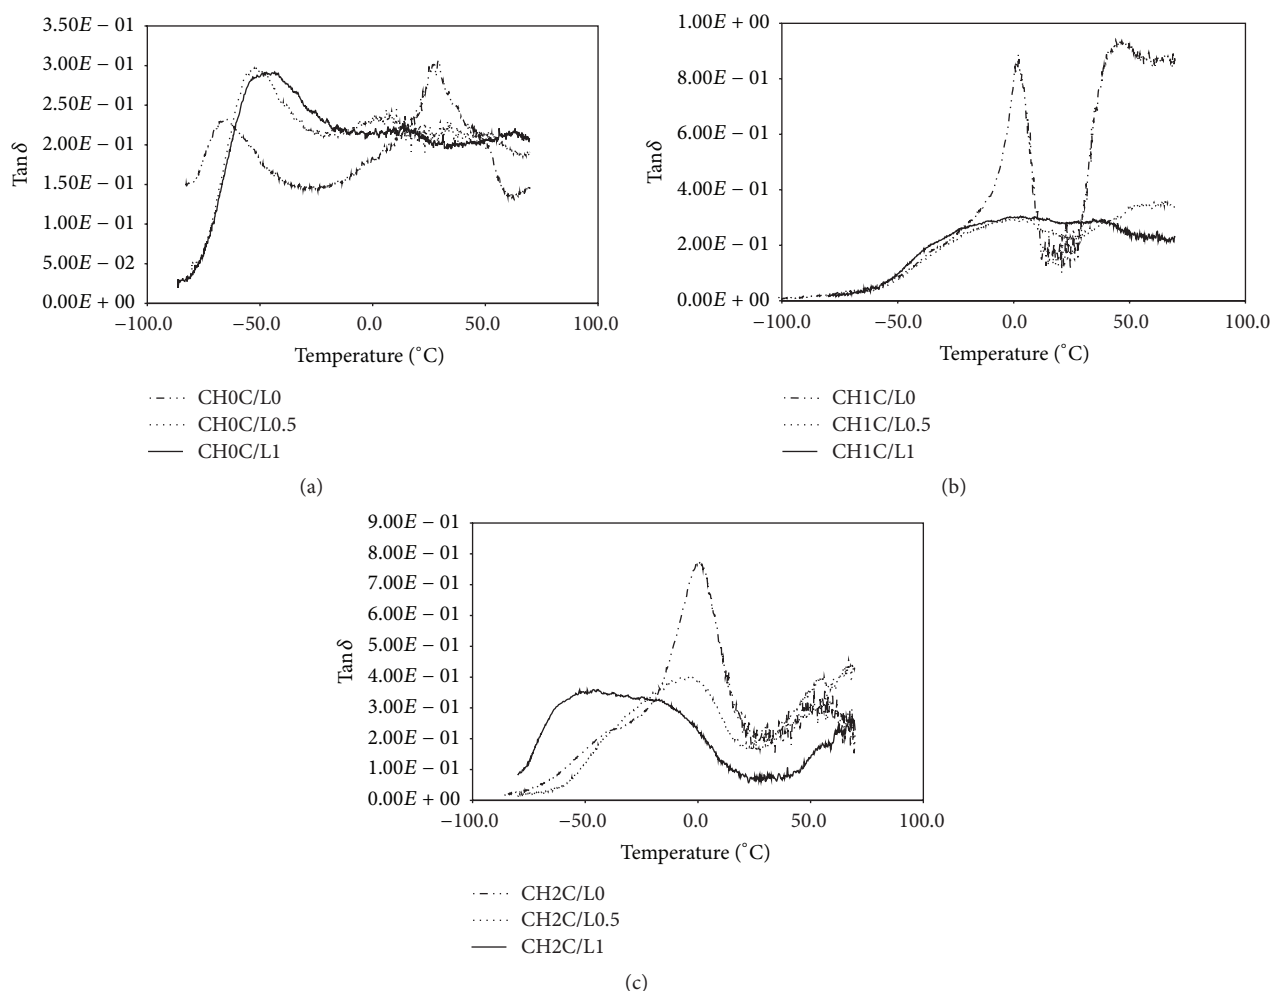 3.50E − 01
3.00E − 01
2.50E − 01
2.00E − 01
1.50E − 01
1.00E − 01
5.00E − 02
0.00E + 00
Tanδ
−100.0 −50.0 0.0 50.0 100.0
Temperature (°C)
CH0C/L0
CH0C/L0.5
CH0C/L1
(a)
1.00E + 00
8.00E − 01
6.00E − 01
4.00E − 01
2.00E − 01
0.00E + 00
Tanδ
−100.0 −50.0 0.0 50.0 100.0
Temperature (°C)
CH1C/L0
CH1C/L0.5
CH1C/L1
(b)
9.00E − 01
8.00E − 01
7.00E − 01
6.00E − 01
5.00E − 01
4.00E − 01
3.00E − 01
2.00E − 01
1.00E − 01
0.00E + 00
Tanδ
−100.0 −50.0 0.0 50.0 100.0
Temperature (°C)
CH2C/L0
CH2C/L0.5
CH2C/L1
(c)